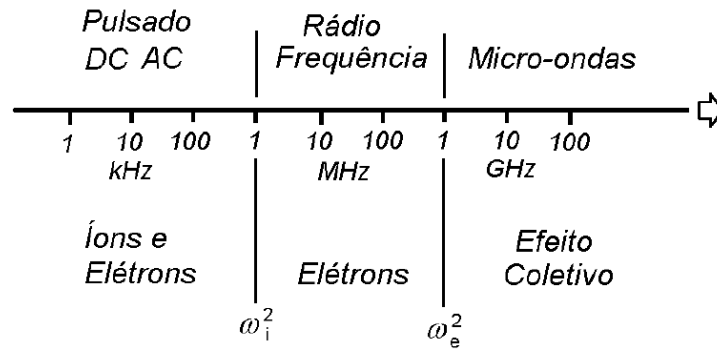 Pulsado
DC AC
Rádio
Frequência
Micro-ondas
1 10 100 1 10 100 1 10 100
kHz MHz GHz
Íons e
Elétrons
Elétrons
Efeito
Coletivo
ω_i^2 ω_e^2